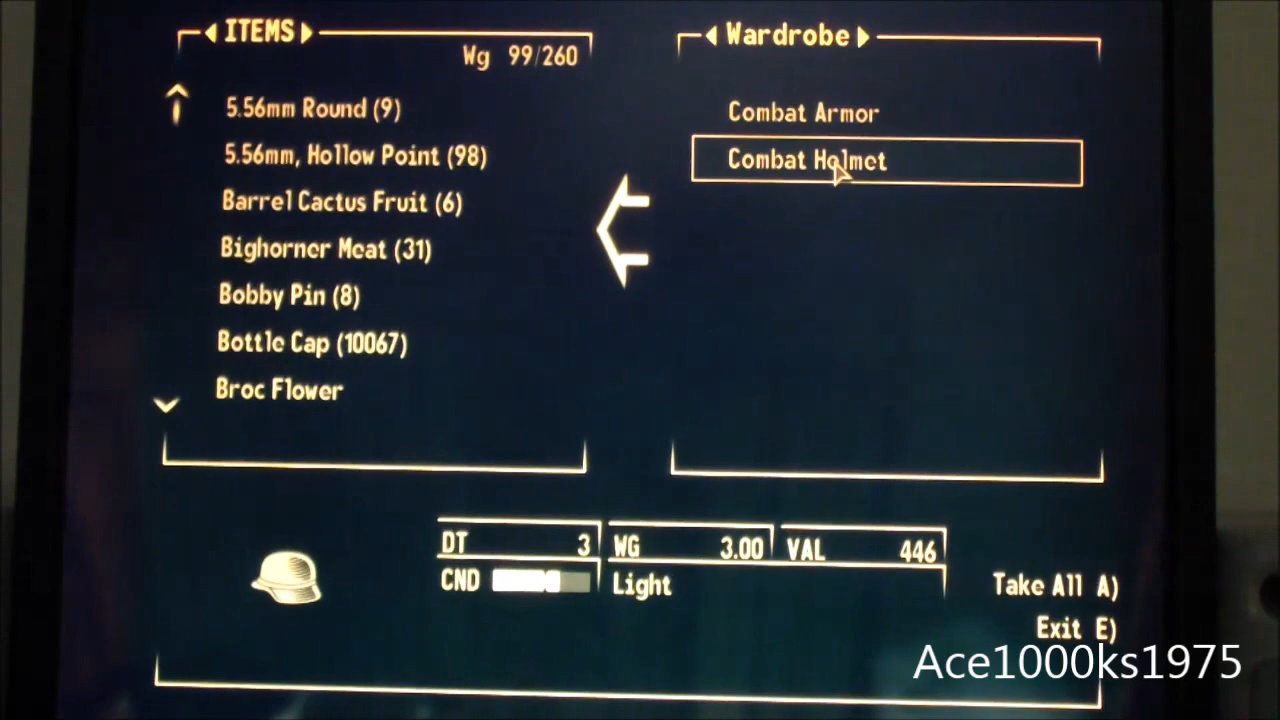 ITEMS
Wg 99/260
5.56mm Round (9)
5.56mm, Hollow Point (98)
Barrel Cactus Fruit (6)
Bighorner Meat (31)
Bobby Pin (8)
Bottle Cap (10067)
Broc Flower
Wardrobe
Combat Armor
Combat Helmet
DT 3 WG 3.00 VAL 446
CND Light
Take All A)
Exit E)
Ace1000ks1975